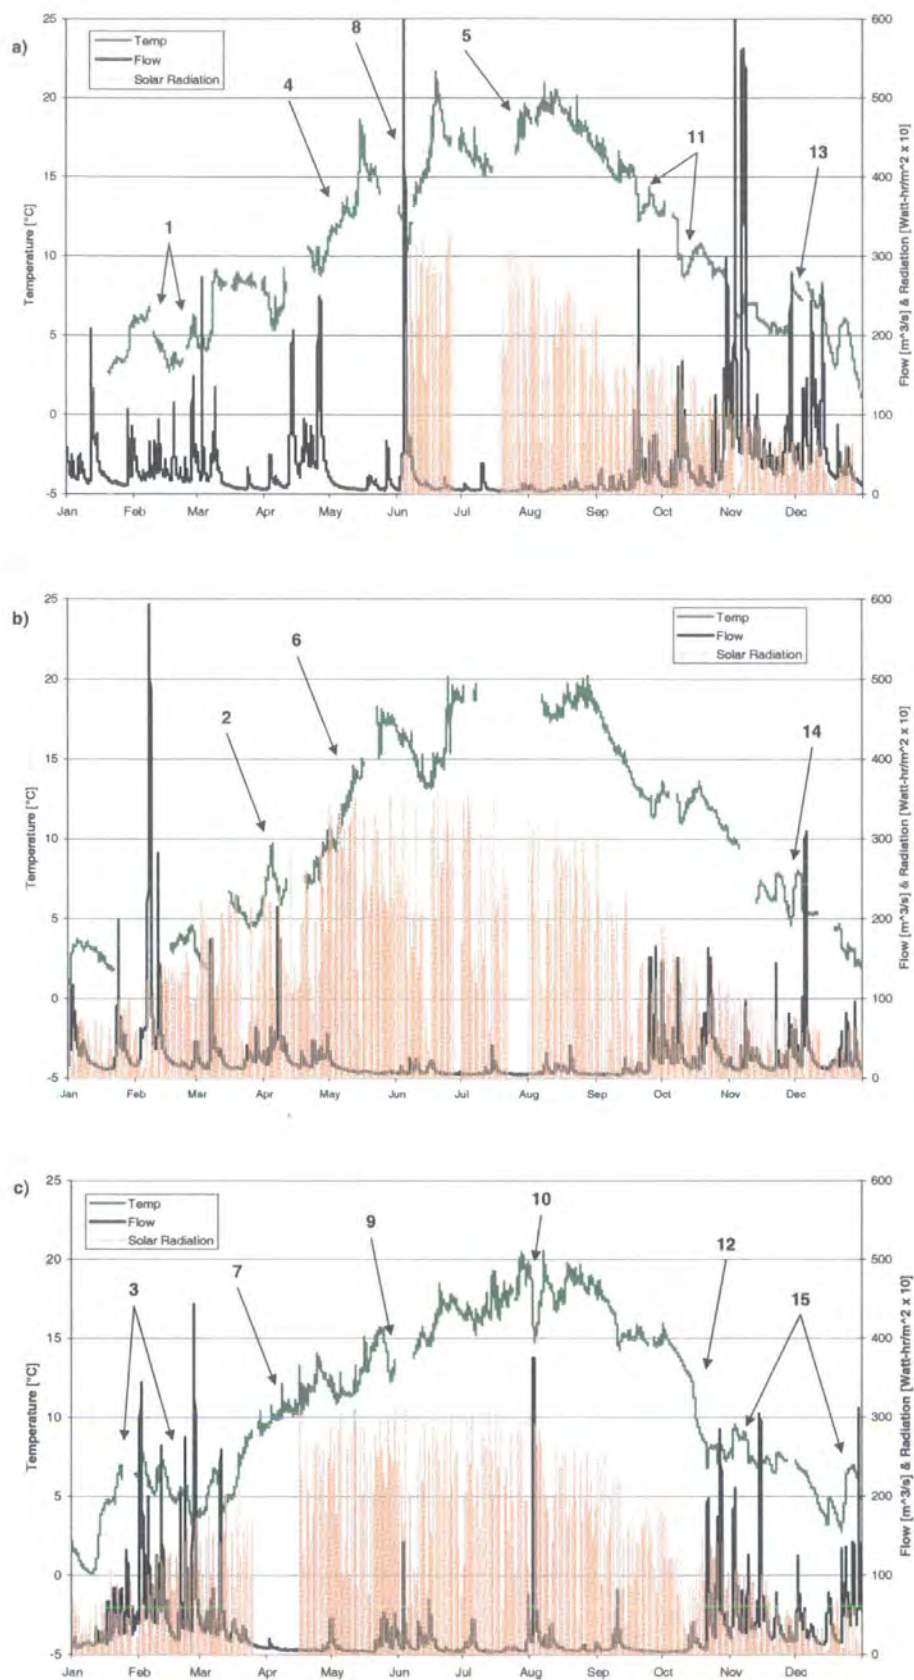 a)
Temp
Flow
Solar Radiation
25
20
15
10
5
0
-5
Temperature [°C]
600
500
400
300
200
100
0
Flow [m^3/s] & Radiation [Watt-hr/m^2 x 10]
1
4
8
5
11
13
Jan Feb Mar Apr May Jun Jul Aug Sep Oct Nov Dec
b)
Temp
Flow
Solar Radiation
25
20
15
10
5
0
-5
Temperature [°C]
600
500
400
300
200
100
0
Flow [m^3/s] & Radiation [Watt-hr/m^2 x 10]
2
6
14
Jan Feb Mar Apr May Jun Jul Aug Sep Oct Nov Dec
c)
Temp
Flow
Solar Radiation
25
20
15
10
5
0
-5
Temperature [°C]
600
500
400
300
200
100
0
Flow [m^3/s] & Radiation [Watt-hr/m^2 x 10]
3
7
9
10
12
15
Jan Feb Mar Apr May Jun Jul Aug Sep Oct Nov Dec